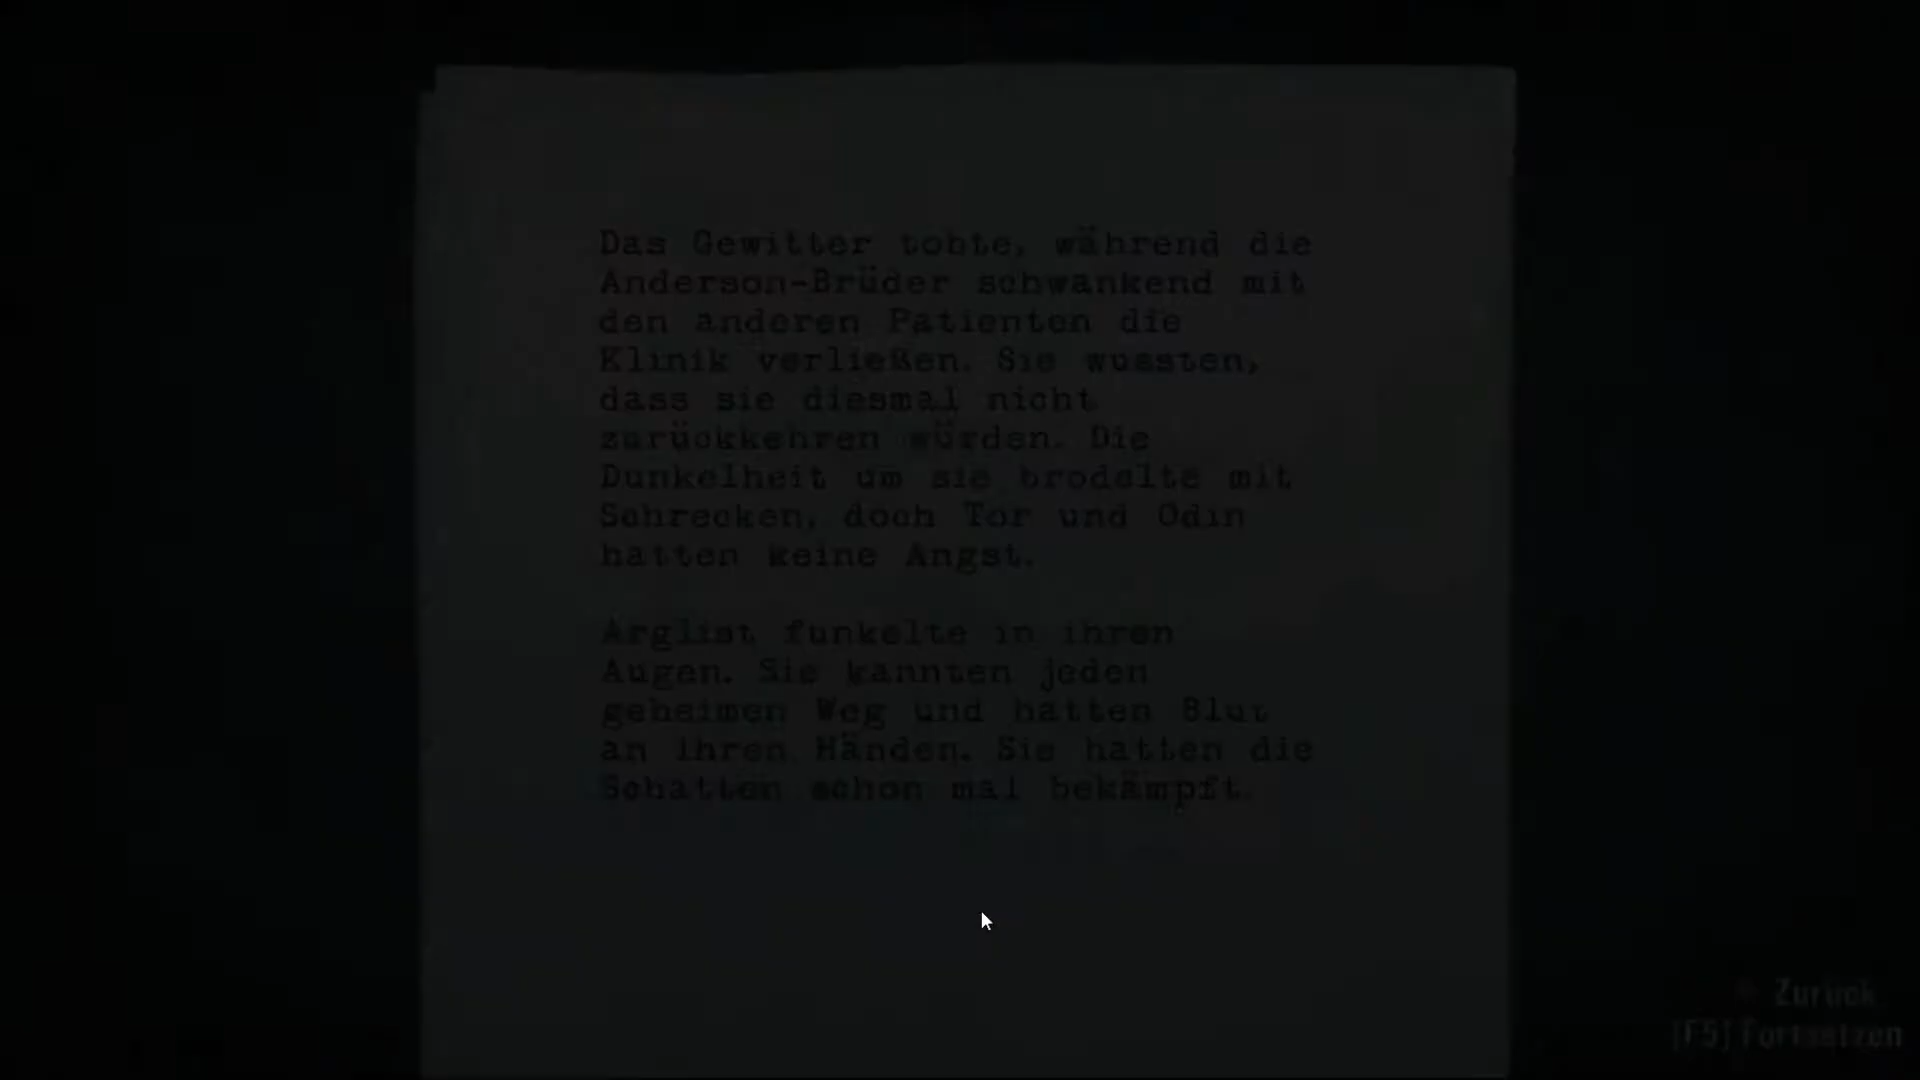 Das Gewitter tobte, während die
Anderson-Brüder schwankend mit
den anderen Patienten die
Klinik verließen. Sie wussten,
dass sie diesmal nicht
zurückkehren würden. Die
Dunkelheit um sie brodelte mit
Schrecken, doch Tor und Odin
hatten keine Angst.
Arglist funkelte in ihren
Augen. Sie kannten jeden
geheimen Weg und hatten Blut
an ihren Händen. Sie hatten die
Schatten schon mal bekämpft.
Zurück
[F5] Fortsetzen